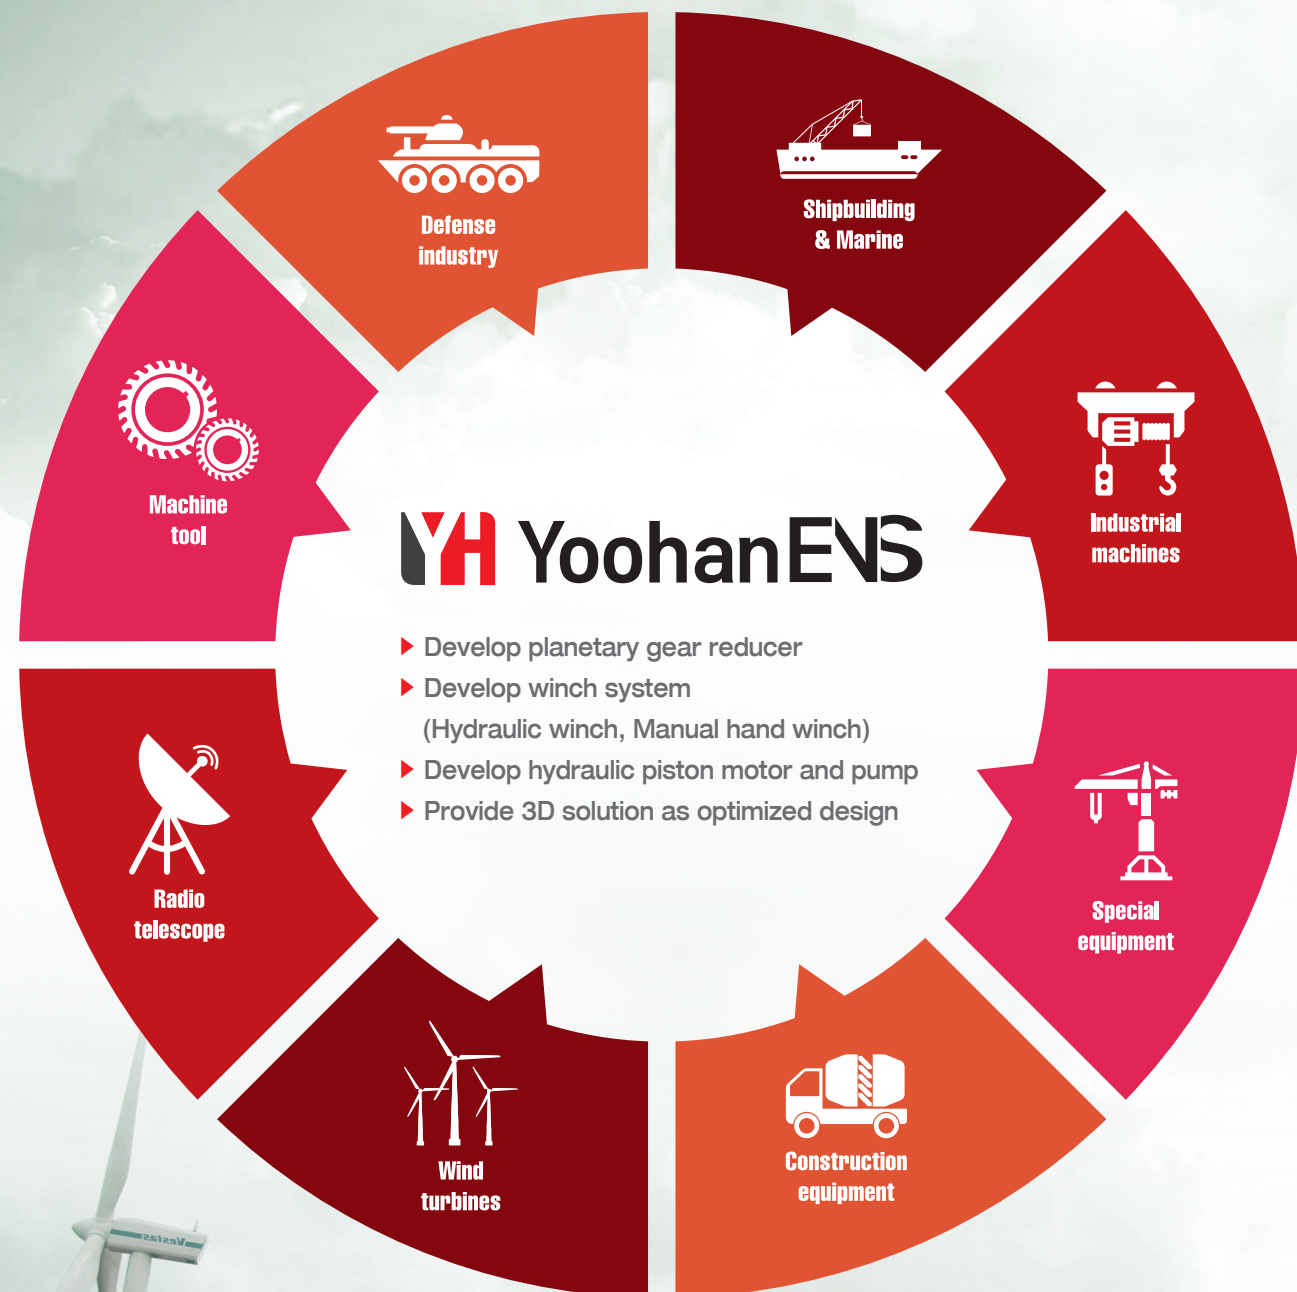 Defense
industry
Shipbuilding
& Marine
Machine
tool
Industrial
machines
YH YoohanENS
Develop planetary gear reducer
Develop winch system
(Hydraulic winch, Manual hand winch)
Develop hydraulic piston motor and pump
Provide 3D solution as optimized design
Radio
telescope
Special
equipment
Wind
turbines
Construction
equipment
Vestas